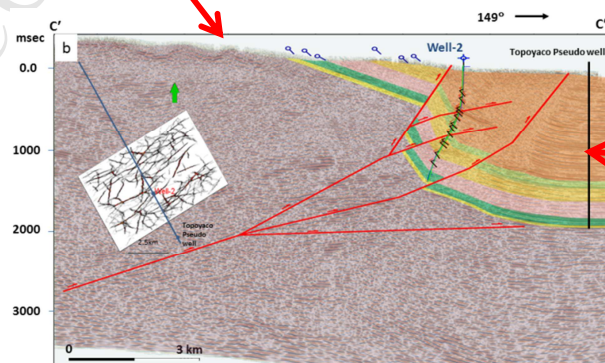 C'
149°
C"
msec
b
Well-2
Topoyaco Pseudo well
0.0
1000
Well-2
2000
Topoyaco
Pseudo
well
2.5km
3000
0
3 km